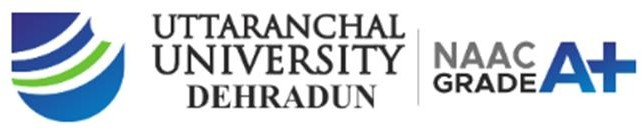 UTTARANCHAL
UNIVERSITY
DEHRADUN
NAAC
GRADE A+